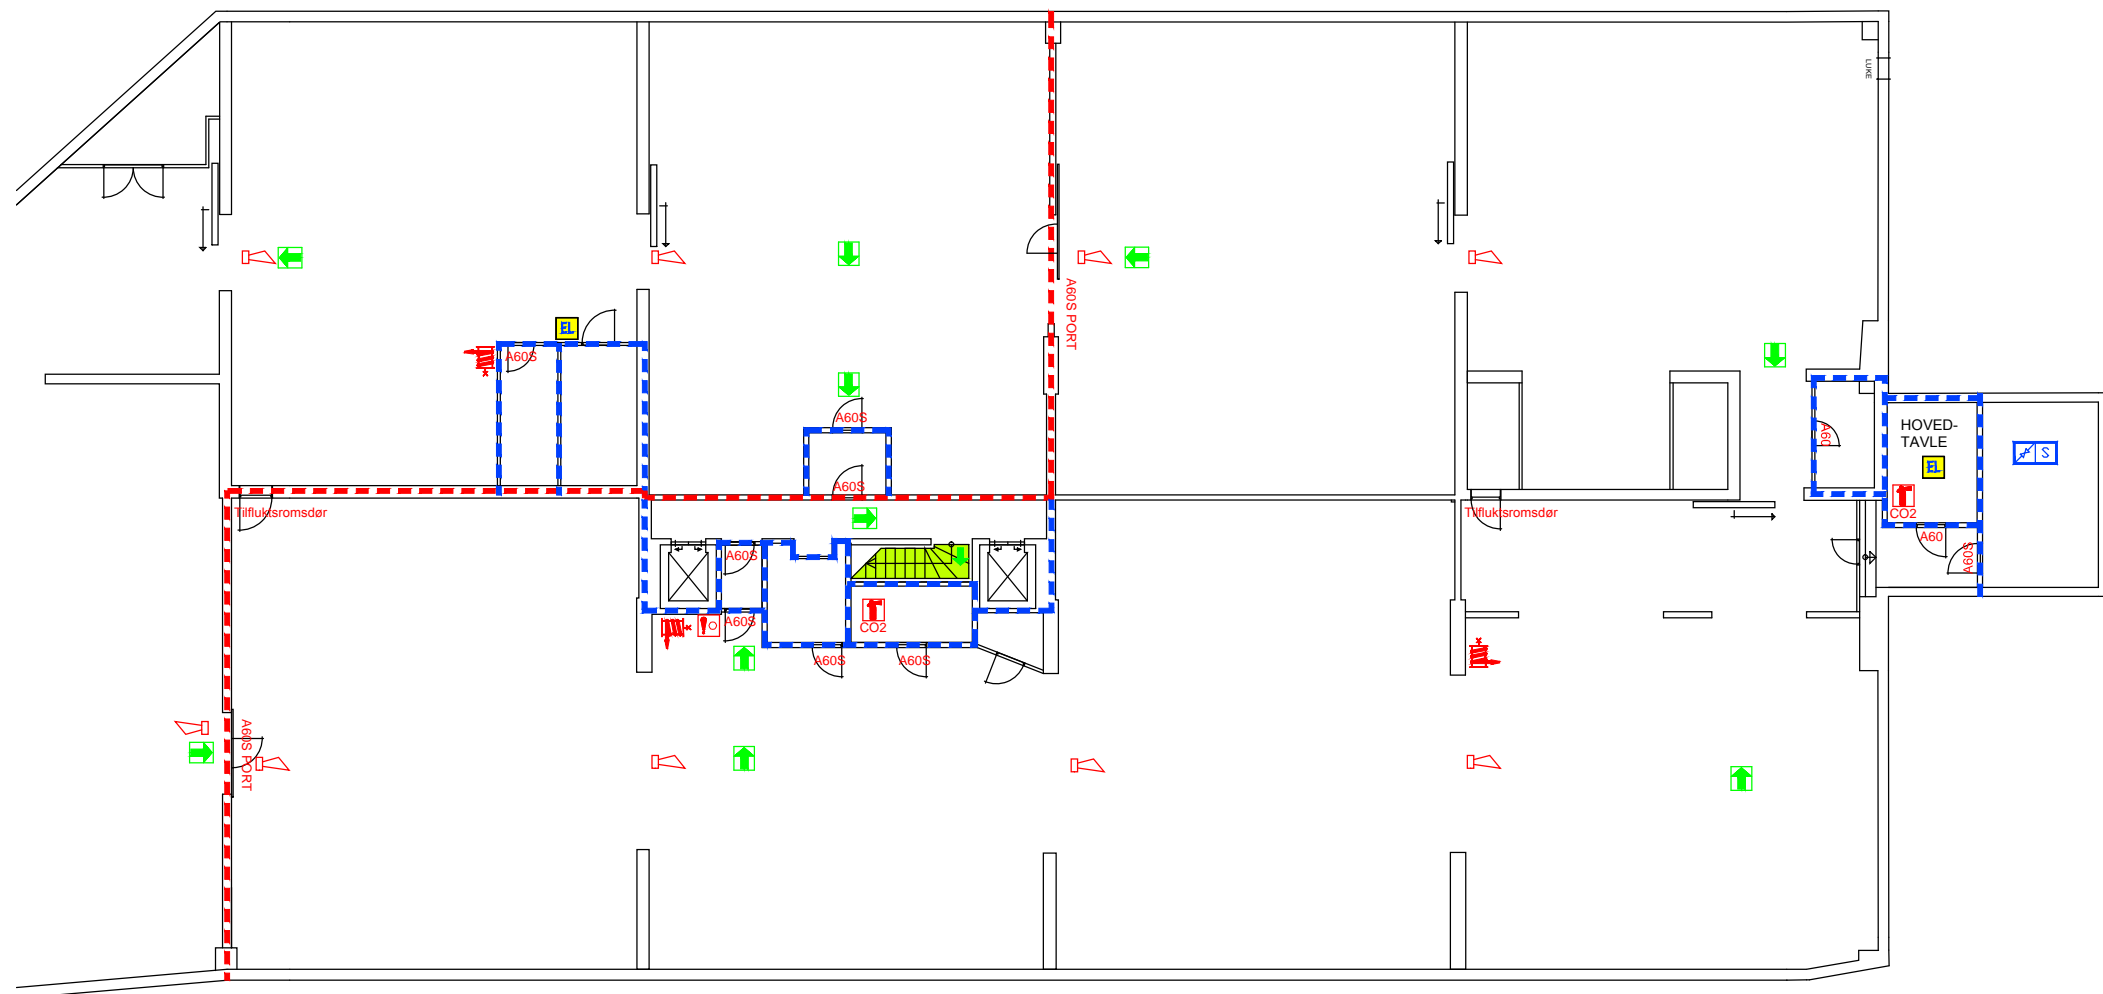 LUKE
A60S PORT
EL
A60S
A60S
A60S
A60
HOVED-
TAVLE
EL
CO2
Tilfluktsromsdør
Tilfluktsromsdør
A60S
A60
A60S
CO2
A60S
A60S
A60S
A60S PORT
S